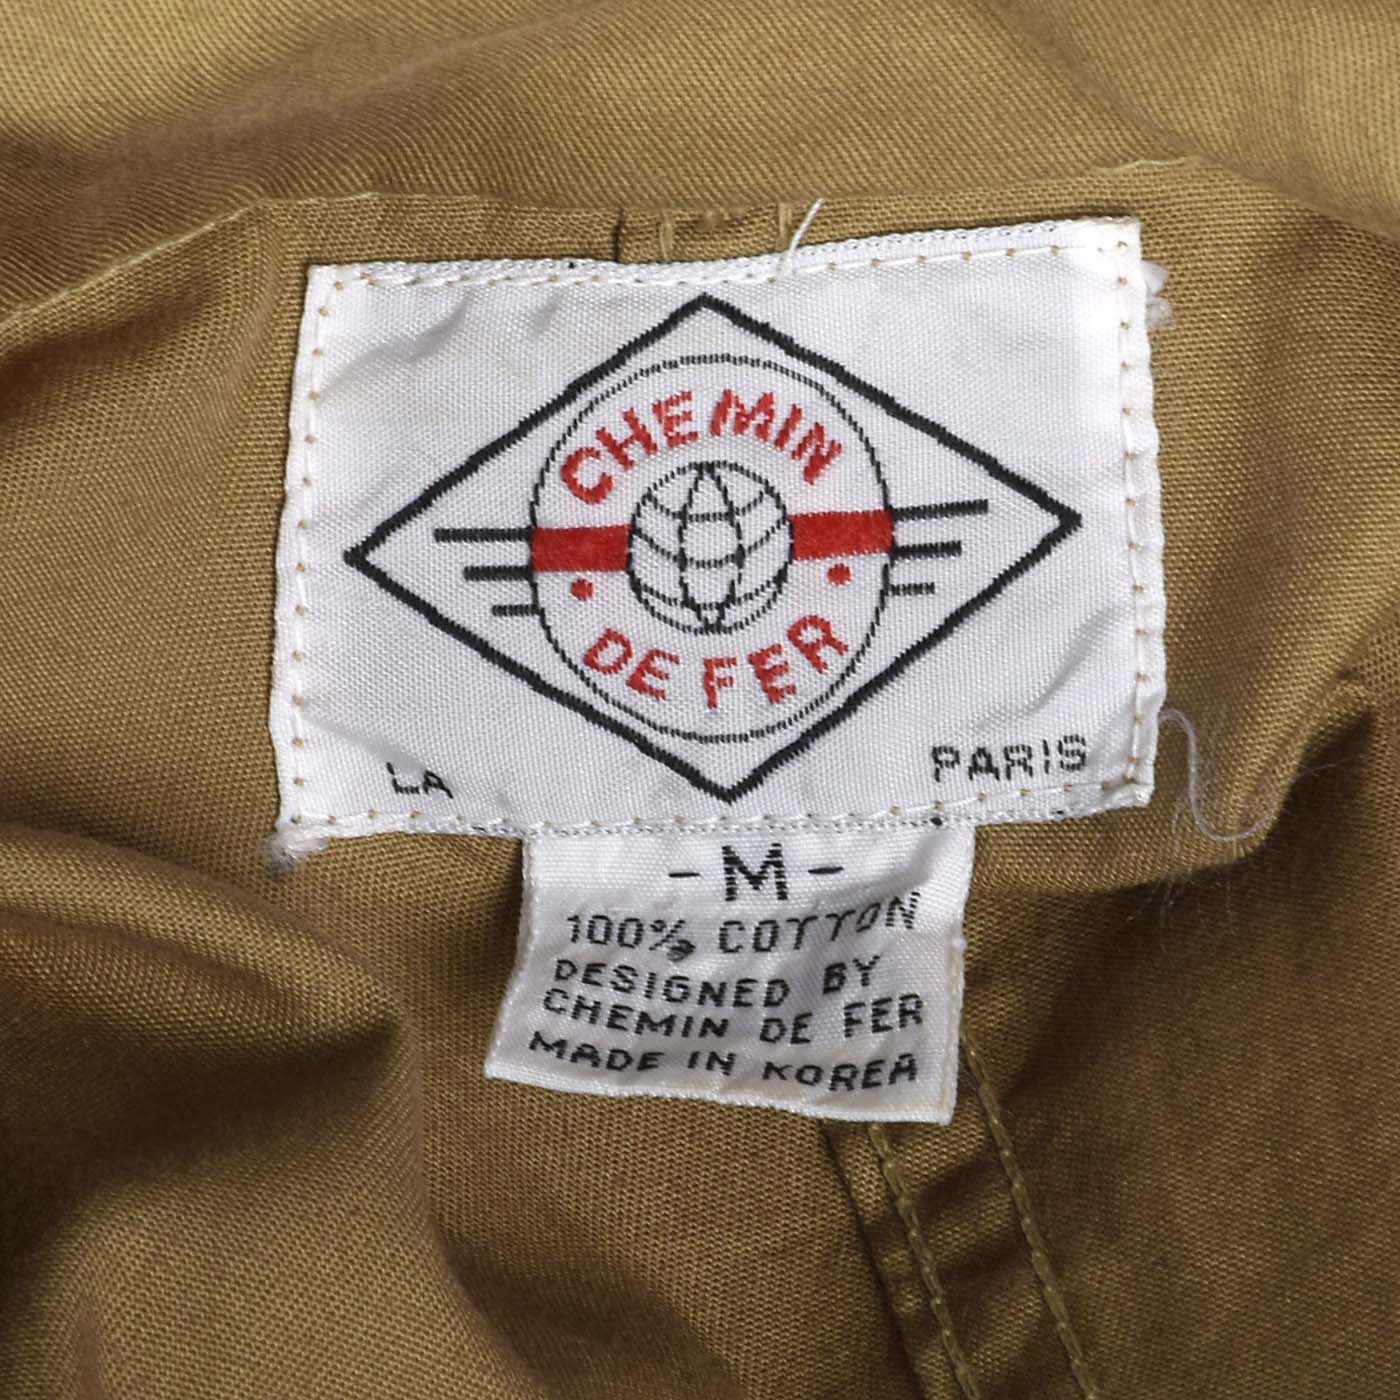 CHEMIN
DE FER
LA PARIS
- M -
100% COTTON
DESIGNED BY
CHEMIN DE FER
MADE IN KOREA